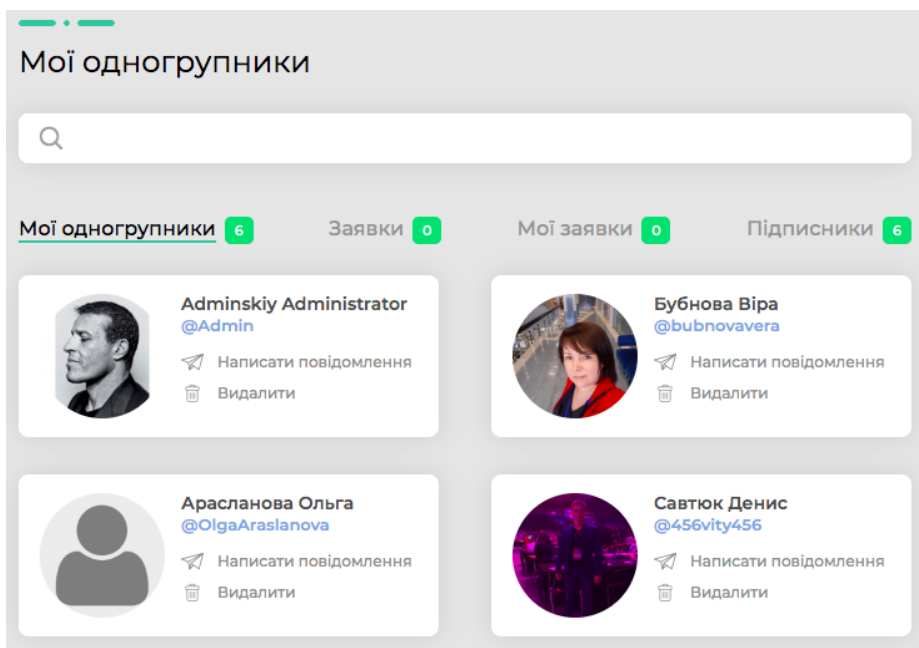 Мої одногрупники
Мої одногрупники 6 Заявки 0 Мої заявки 0 Підписники 6
Adminskiy Administrator
@Admin
Написати повідомлення
Видалити
Бубнова Віра
@bubnovavera
Написати повідомлення
Видалити
Арасланова Ольга
@OlgaAraslanova
Написати повідомлення
Видалити
Савтюк Денис
@456vity456
Написати повідомлення
Видалити